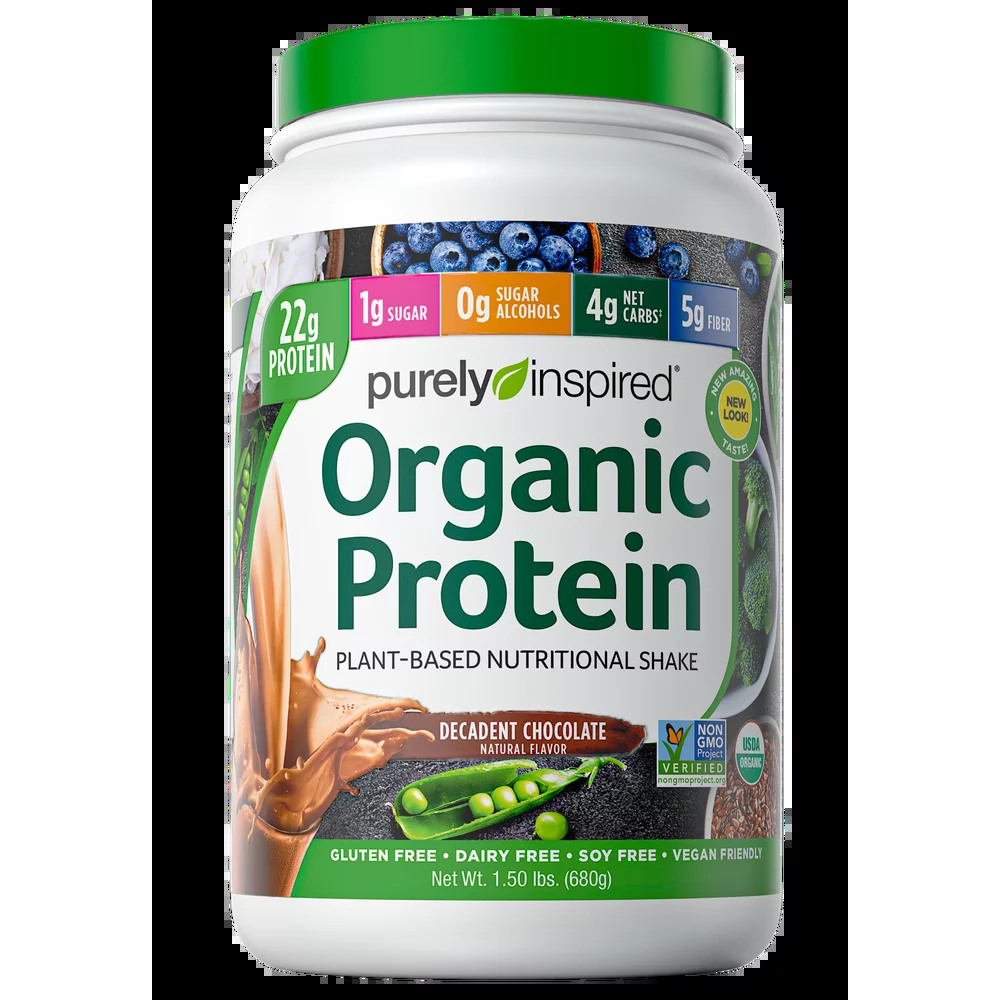 22g
PROTEIN
1g SUGAR
0g SUGAR
ALCOHOLS
4g NET
CARBS‡
5g FIBER
purely inspired®
NEW AMAZING
NEW
LOOK!
TASTE!
Organic
Protein
PLANT-BASED NUTRITIONAL SHAKE
DECADENT CHOCOLATE
NATURAL FLAVOR
NON
GMO
Project
VERIFIED
nongmoproject.org
USDA
ORGANIC
GLUTEN FREE • DAIRY FREE • SOY FREE • VEGAN FRIENDLY
Net Wt. 1.50 lbs. (680g)